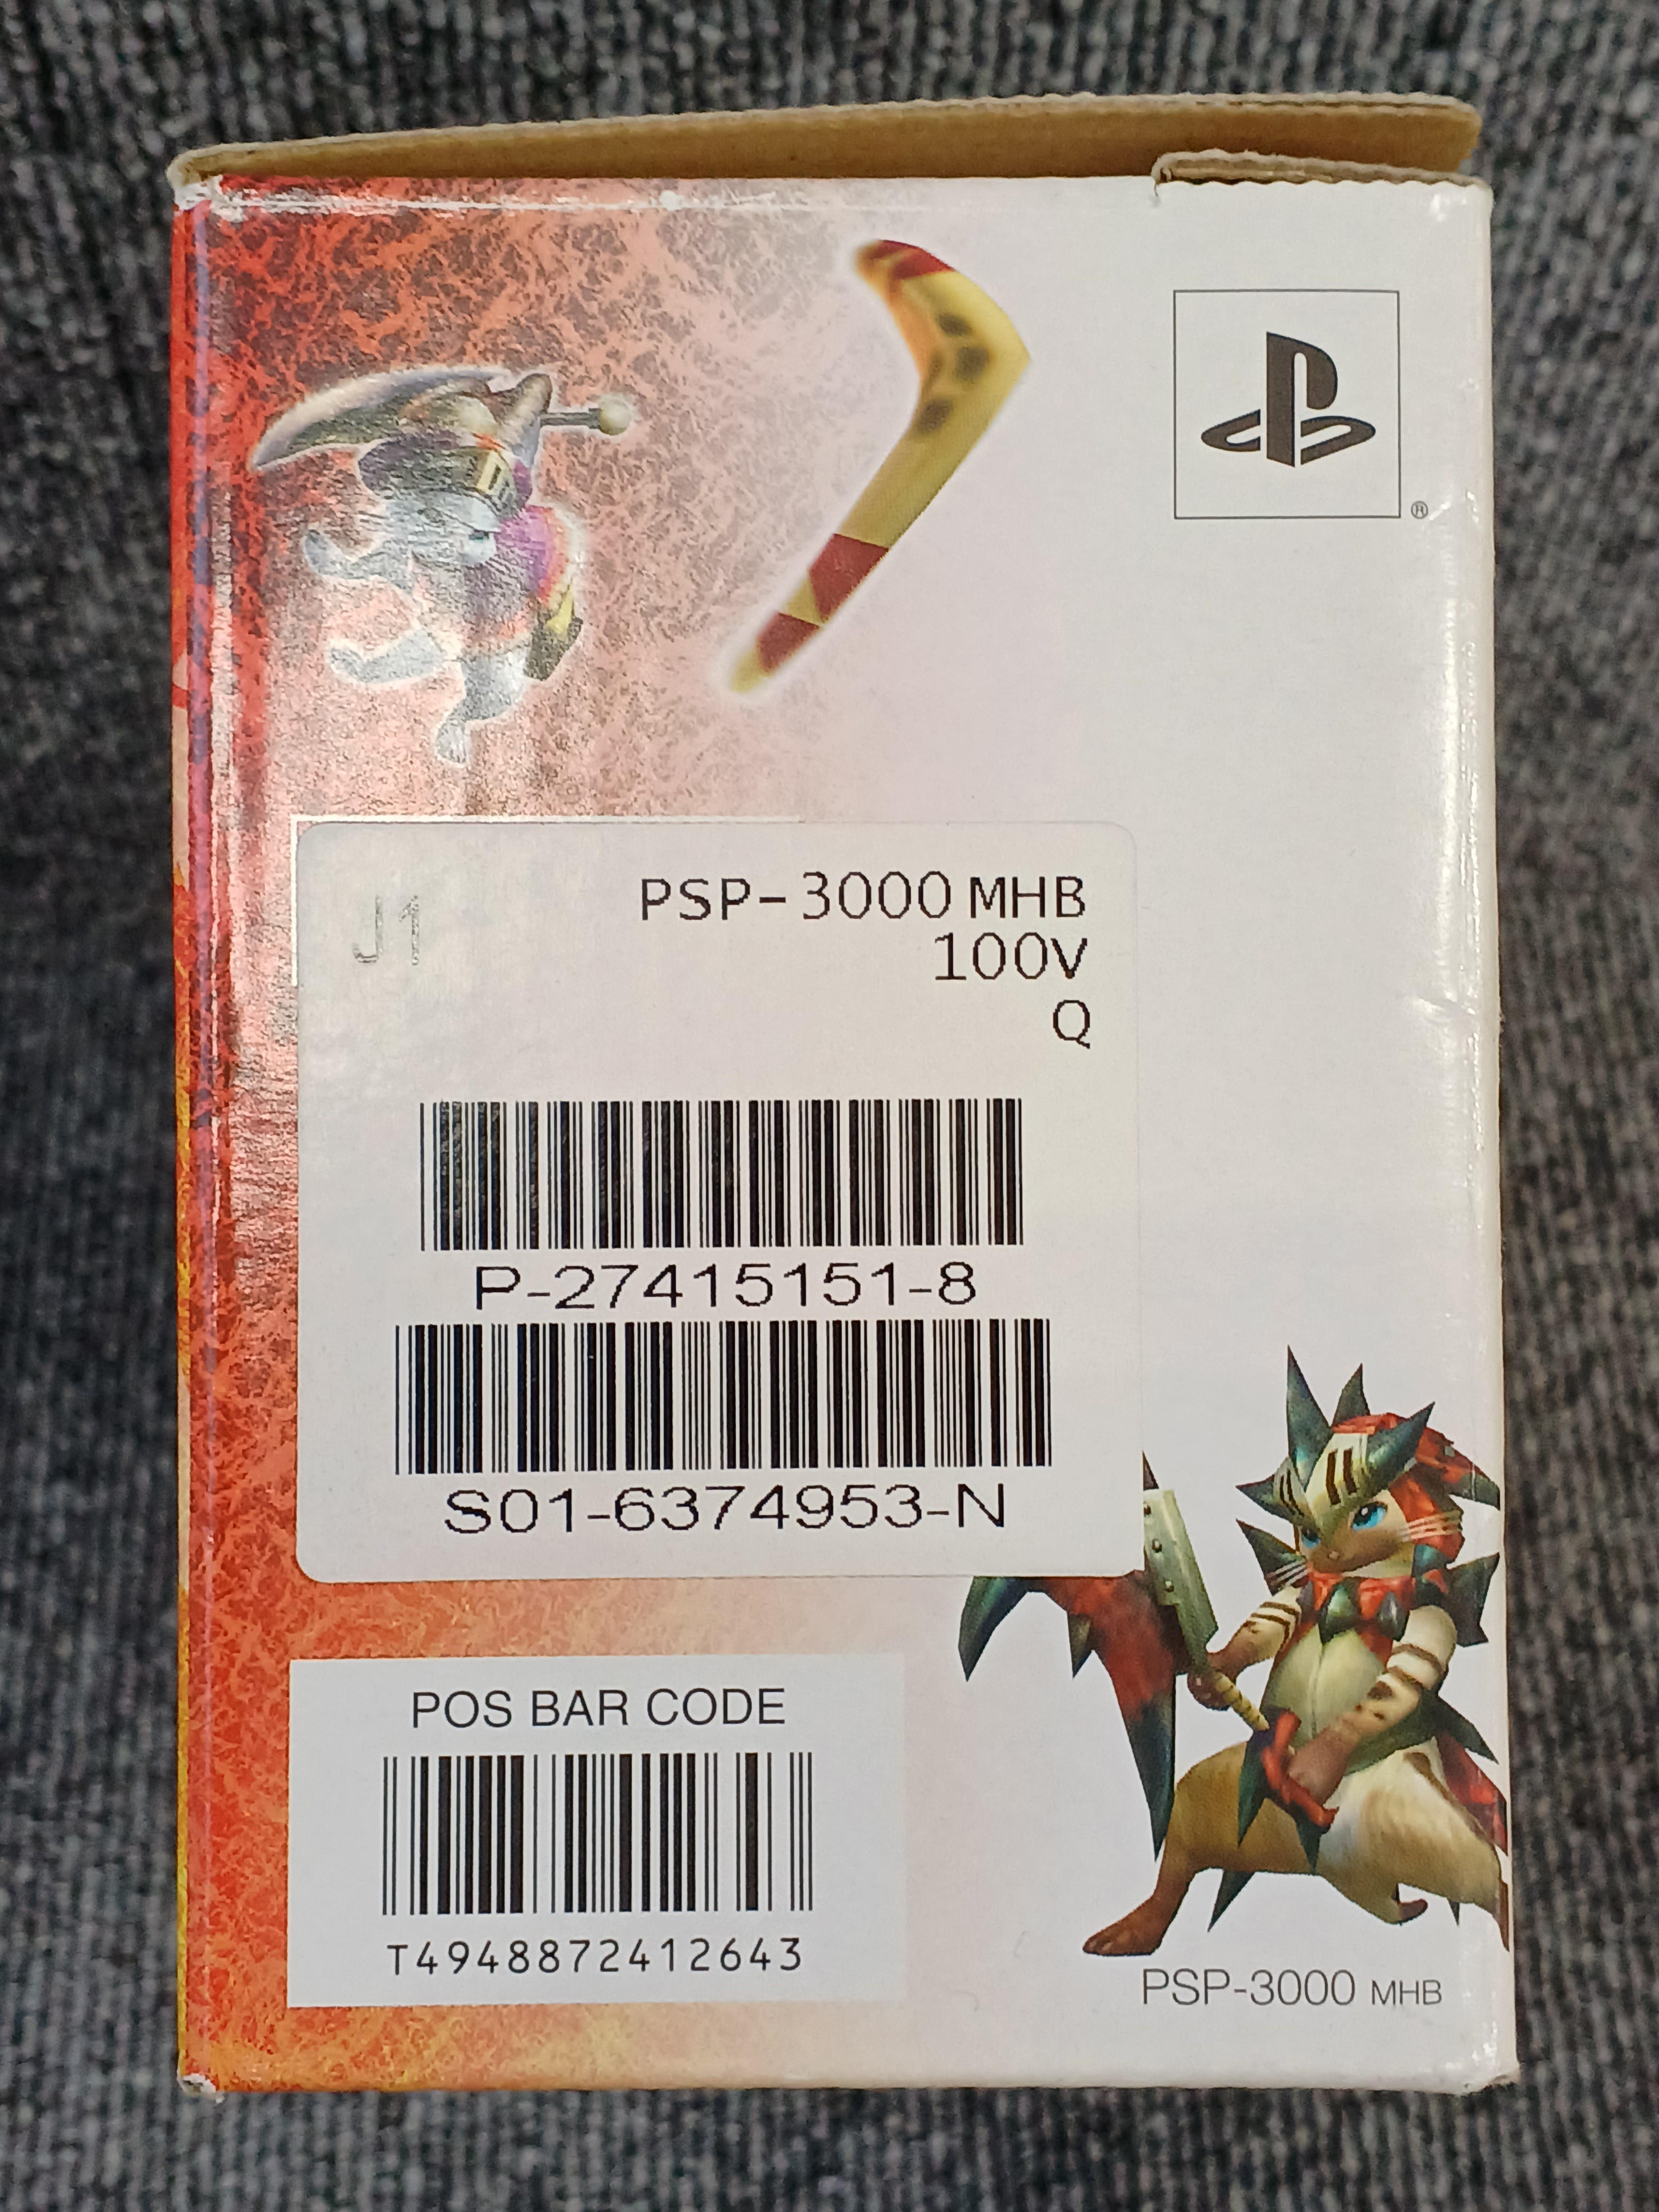 ®
J1
PSP-3000 MHB
100V
Q
P-27415151-8
S01-6374953-N
POS BAR CODE
T4948872412643
PSP-3000 MHB